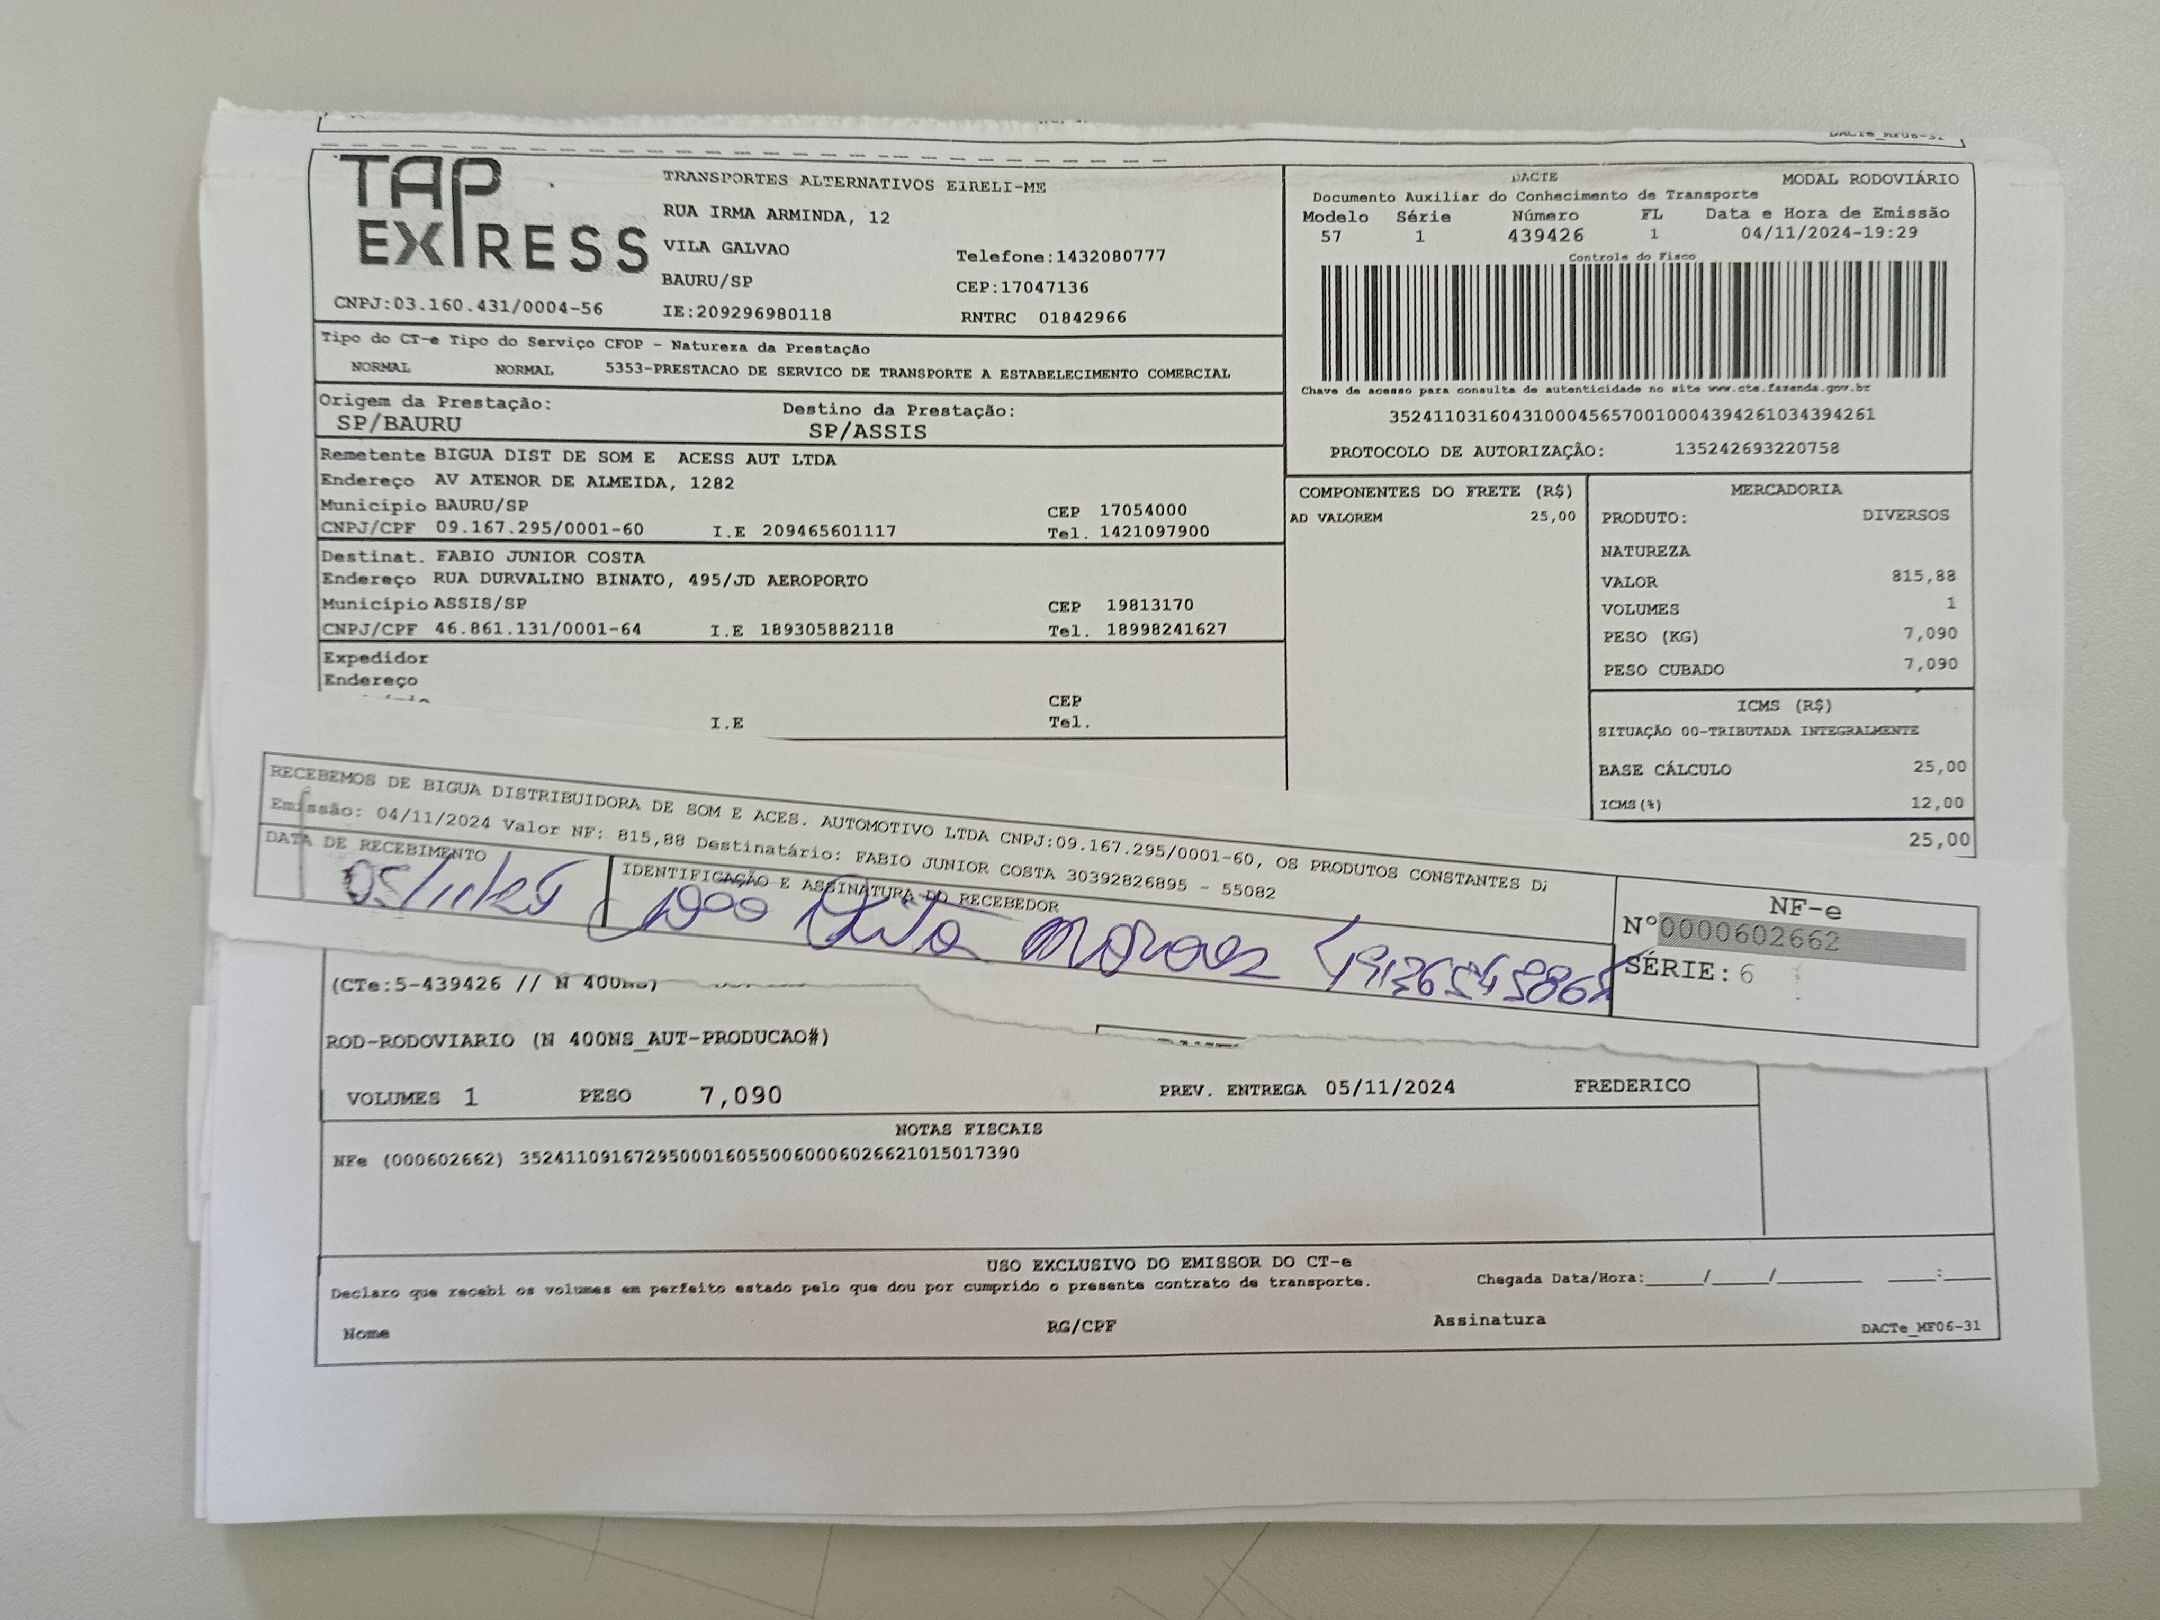 DACTe_MF06-31
TAP EXPRESS
CNPJ:03.160.431/0004-56
TRANSPORTES ALTERNATIVOS EIRELI-ME
RUA IRMA ARMINDA, 12
VILA GALVAO
Telefone:1432080777
BAURU/SP
CEP:17047136
IE:209296980118
RNTRC 01842966
DACTE
MODAL RODOVIÁRIO
Documento Auxiliar do Conhecimento de Transporte
Modelo Série Número FL Data e Hora de Emissão
57 1 439426 1 04/11/2024-19:29
Controle do Fisco
Chave de acesso para consulta de autenticidade no site www.cte.fazenda.gov.br
35241103160431000456570010004394261034394261
PROTOCOLO DE AUTORIZAÇÃO: 135242693220758
Tipo do CT-e Tipo do Serviço CFOP - Natureza da Prestação
NORMAL NORMAL 5353-PRESTACAO DE SERVICO DE TRANSPORTE A ESTABELECIMENTO COMERCIAL
Origem da Prestação: Destino da Prestação:
SP/BAURU SP/ASSIS
Remetente BIGUA DIST DE SOM E ACESS AUT LTDA
Endereço AV ATENOR DE ALMEIDA, 1282
Município BAURU/SP CEP 17054000
CNPJ/CPF 09.167.295/0001-60 I.E 209465601117 Tel. 1421097900
Destinat. FABIO JUNIOR COSTA
Endereço RUA DURVALINO BINATO, 495/JD AEROPORTO
Município ASSIS/SP CEP 19813170
CNPJ/CPF 46.861.131/0001-64 I.E 189305882118 Tel. 18998241627
Expedidor
Endereço
CEP
I.E Tel.
COMPONENTES DO FRETE (R$)
AD VALOREM 25,00
MERCADORIA
PRODUTO: DIVERSOS
NATUREZA
VALOR 815,88
VOLUMES 1
PESO (KG) 7,090
PESO CUBADO 7,090
ICMS (R$)
SITUAÇÃO 00-TRIBUTADA INTEGRALMENTE
BASE CÁLCULO 25,00
ICMS(%) 12,00
25,00
RECEBEMOS DE BIGUA DISTRIBUIDORA DE SOM E ACES. AUTOMOTIVO LTDA CNPJ:09.167.295/0001-60, OS PRODUTOS CONSTANTES DA
Emissão: 04/11/2024 Valor NF: 815,88 Destinatário: FABIO JUNIOR COSTA 30392826895 - 55082
DATA DE RECEBIMENTO
IDENTIFICAÇÃO E ASSINATURA DO RECEBEDOR
05/11/24
NF-e
Nº0000602662
SÉRIE: 6
(CTe:5-439426 // N 400NS)
ROD-RODOVIARIO (N 400NS_AUT-PRODUCAO#)
VOLUMES 1 PESO 7,090 PREV. ENTREGA 05/11/2024 FREDERICO
NOTAS FISCAIS
NFe (000602662) 35241109167295000160550060006026621015017390
USO EXCLUSIVO DO EMISSOR DO CT-e
Declaro que recebi os volumes em perfeito estado pelo que dou por cumprido o presente contrato de transporte.
Chegada Data/Hora:_____/_____/_______ ____:____
Nome RG/CPF Assinatura
DACTe_MF06-31